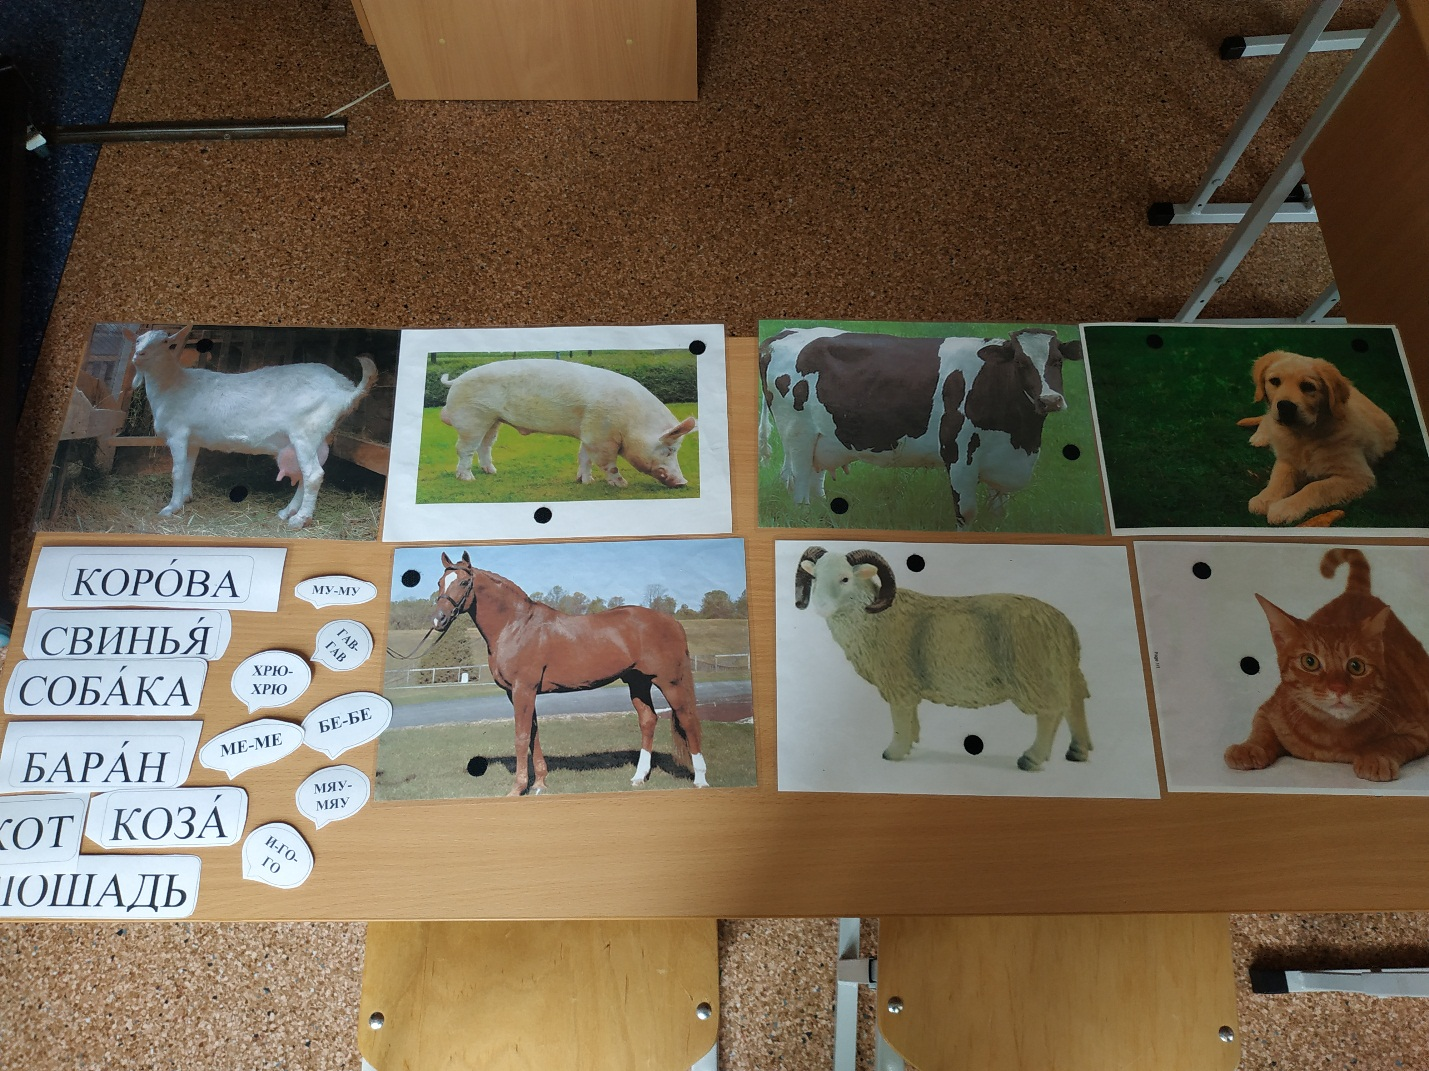 КОРО́ВА
МУ-МУ
СВИНЬЯ́
ГАВ-
ГАВ
СОБА́КА
ХРЮ-
ХРЮ
БЕ-БЕ
БАРА́Н
МЕ-МЕ
МЯУ-
МЯУ
КОТ
КОЗА́
И-ГО-
ГО
ЛОШАДЬ